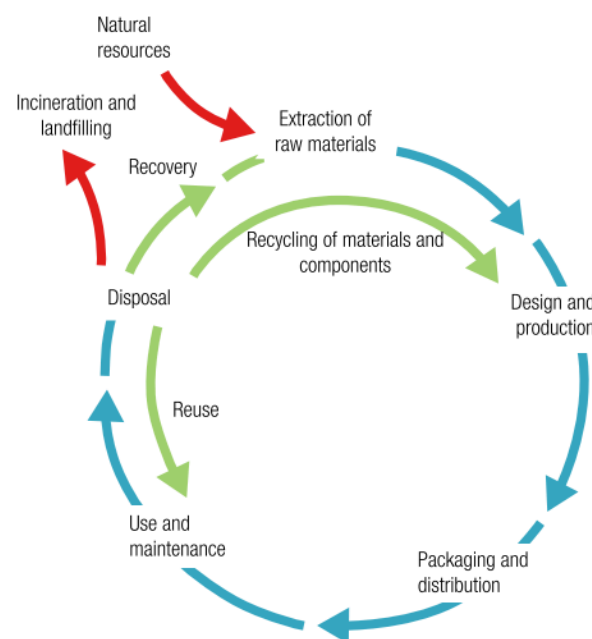 Natural
resources
Incineration and
landfilling
Extraction of
raw materials
Recovery
Recycling of materials and
components
Disposal
Design and
production
Reuse
Use and
maintenance
Packaging and
distribution